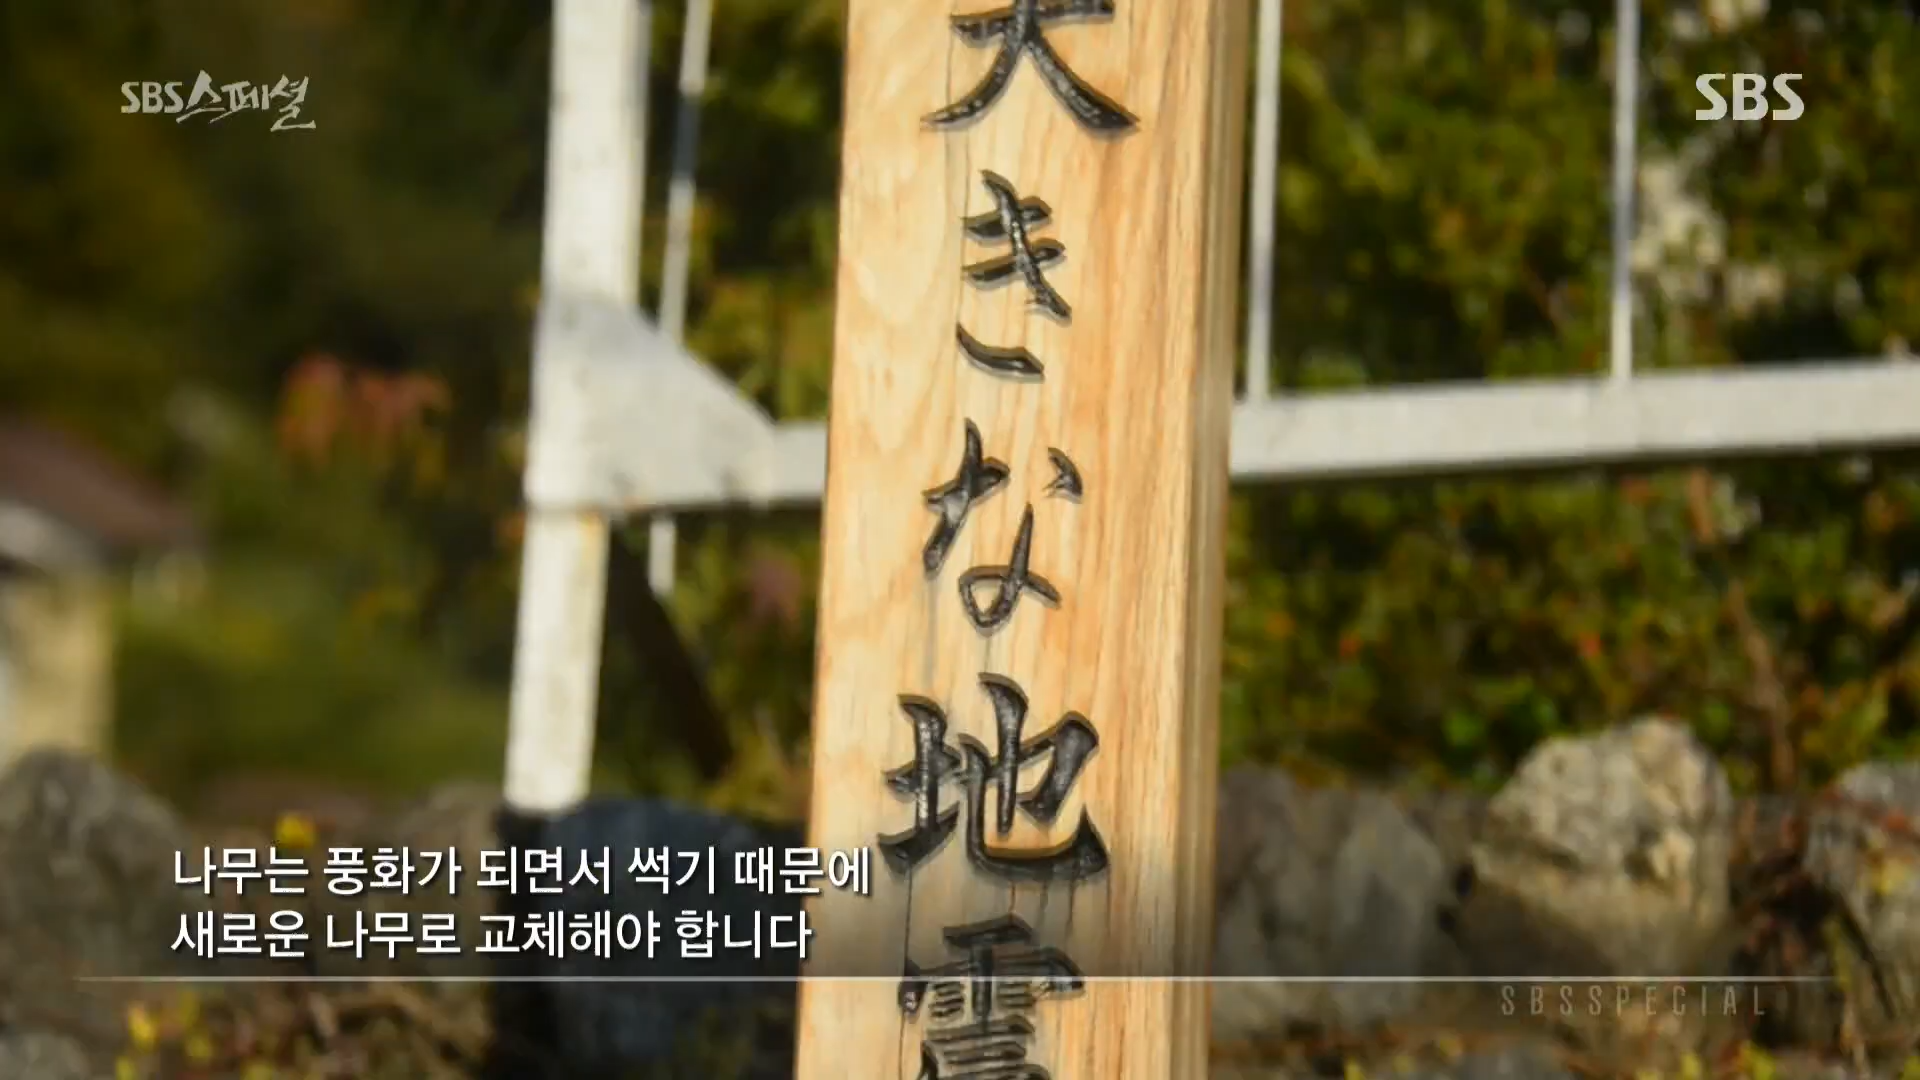 SBS스페셜
SBS
大きな地震
나무는 풍화가 되면서 썩기 때문에
새로운 나무로 교체해야 합니다
SBSSPECIAL